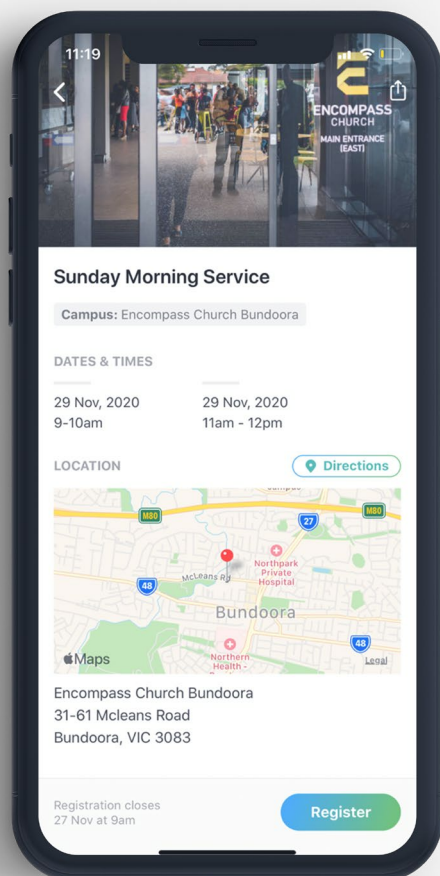 11:19
ENCOMPASS
CHURCH
MAIN ENTRANCE
(EAST)
Sunday Morning Service
Campus: Encompass Church Bundoora
DATES & TIMES
29 Nov, 2020
9-10am
29 Nov, 2020
11am - 12pm
LOCATION
Directions
M80
M80
27
McLeans Rd
Northpark
Private
Hospital
48
Bundoora
48
Maps
Northern
Health -
Legal
Encompass Church Bundoora
31-61 Mcleans Road
Bundoora, VIC 3083
Registration closes
27 Nov at 9am
Register